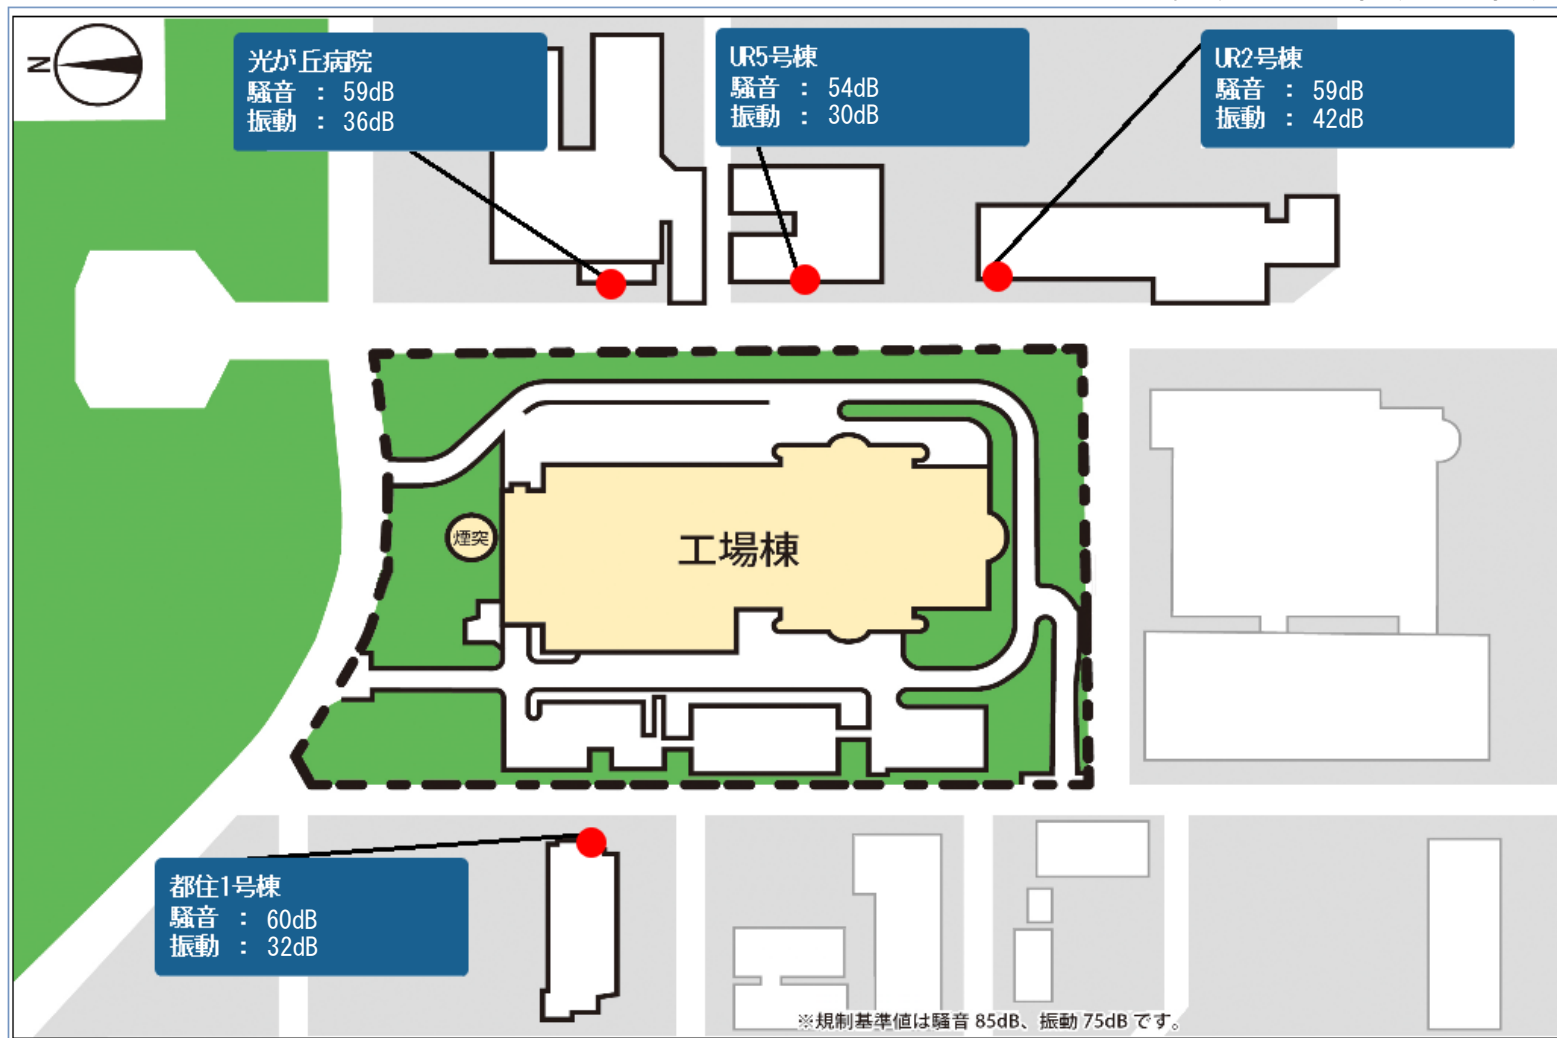 N
光が丘病院
騒音 : 59dB
振動 : 36dB
UR5号棟
騒音 : 54dB
振動 : 30dB
UR2号棟
騒音 : 59dB
振動 : 42dB
煙突
工場棟
都住1号棟
騒音 : 60dB
振動 : 32dB
※規制基準値は騒音 85dB、振動 75dB です。